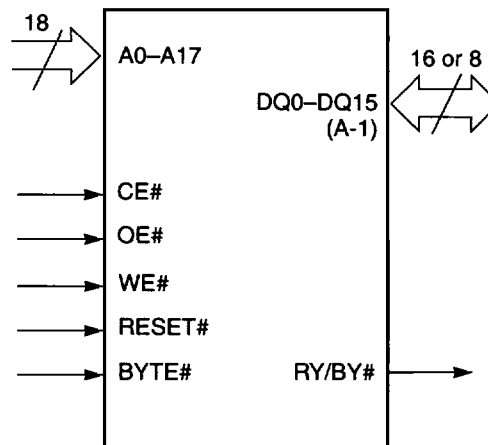 18
A0–A17
16 or 8
DQ0–DQ15
(A-1)
CE#
OE#
WE#
RESET#
BYTE#
RY/BY#